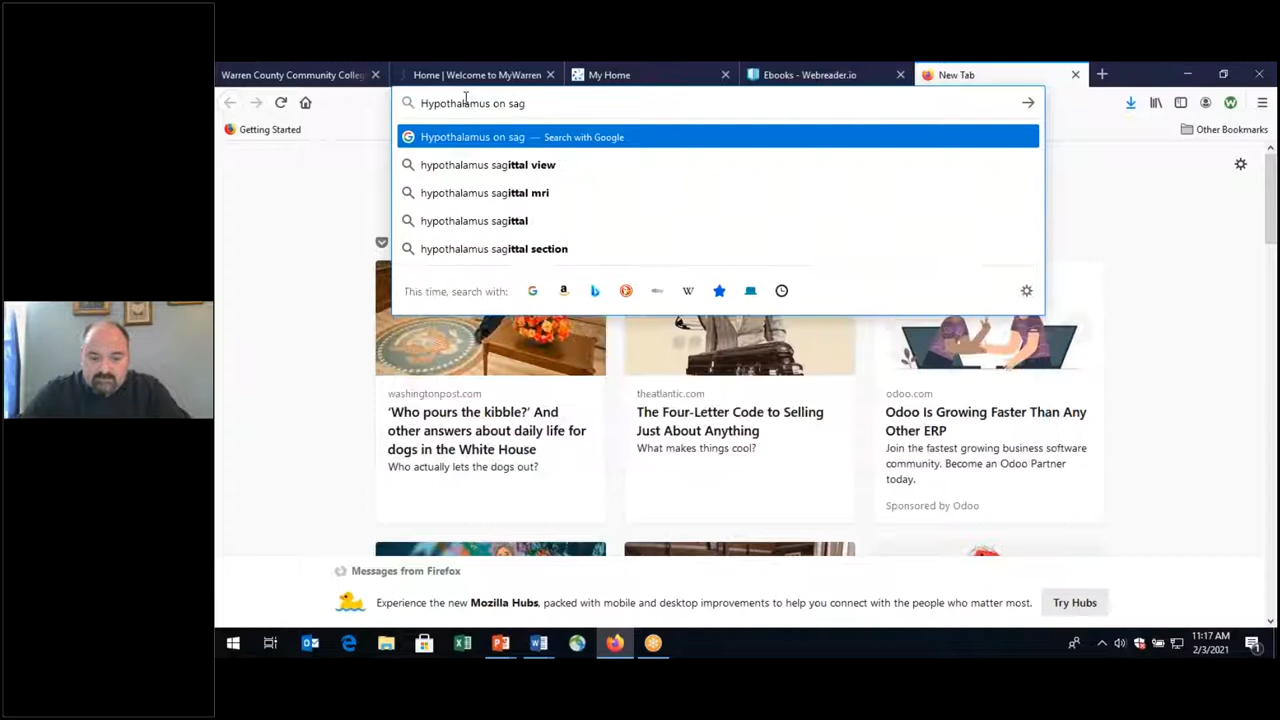 Warren County Community Colleg
Home | Welcome to MyWarren
My Home
Ebooks - Webreader.io
New Tab
Hypothalamus on sag
Getting Started
Other Bookmarks
Hypothalamus on sag — Search with Google
hypothalamus sagittal view
hypothalamus sagittal mri
hypothalamus sagittal
hypothalamus sagittal section
This time, search with:
washingtonpost.com
‘Who pours the kibble?’ And
other answers about daily life for
dogs in the White House
Who actually lets the dogs out?
theatlantic.com
The Four-Letter Code to Selling
Just About Anything
What makes things cool?
odoo.com
Odoo Is Growing Faster Than Any
Other ERP
Join the fastest growing business software
community. Become an Odoo Partner
today.
Sponsored by Odoo
Messages from Firefox
Experience the new Mozilla Hubs, packed with mobile and desktop improvements to help you connect with the people who matter most.
Try Hubs
11:17 AM
2/3/2021